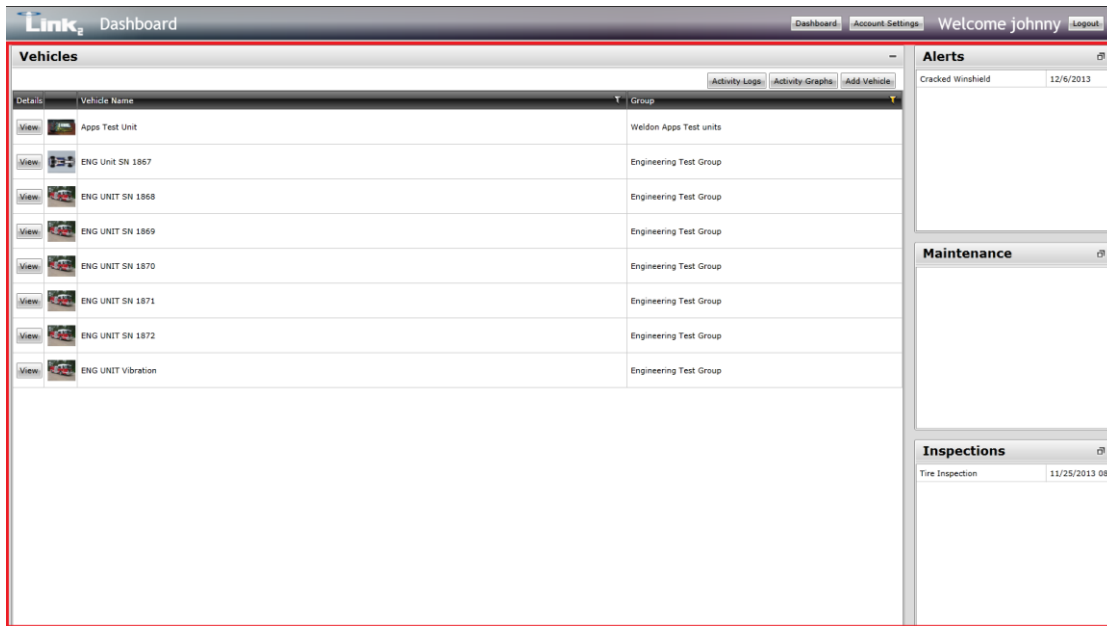 Link2 Dashboard
Dashboard Account Settings Welcome johnny Logout
Vehicles
Activity Logs Activity Graphs Add Vehicle
Details Vehicle Name Group
View Apps Test Unit Weldon Apps Test units
View ENG Unit SN 1867 Engineering Test Group
View ENG UNIT SN 1868 Engineering Test Group
View ENG UNIT SN 1869 Engineering Test Group
View ENG UNIT SN 1870 Engineering Test Group
View ENG UNIT SN 1871 Engineering Test Group
View ENG UNIT SN 1872 Engineering Test Group
View ENG UNIT Vibration Engineering Test Group
Alerts
Cracked Winshield 12/6/2013
Maintenance
Inspections
Tire Inspection 11/25/2013 08